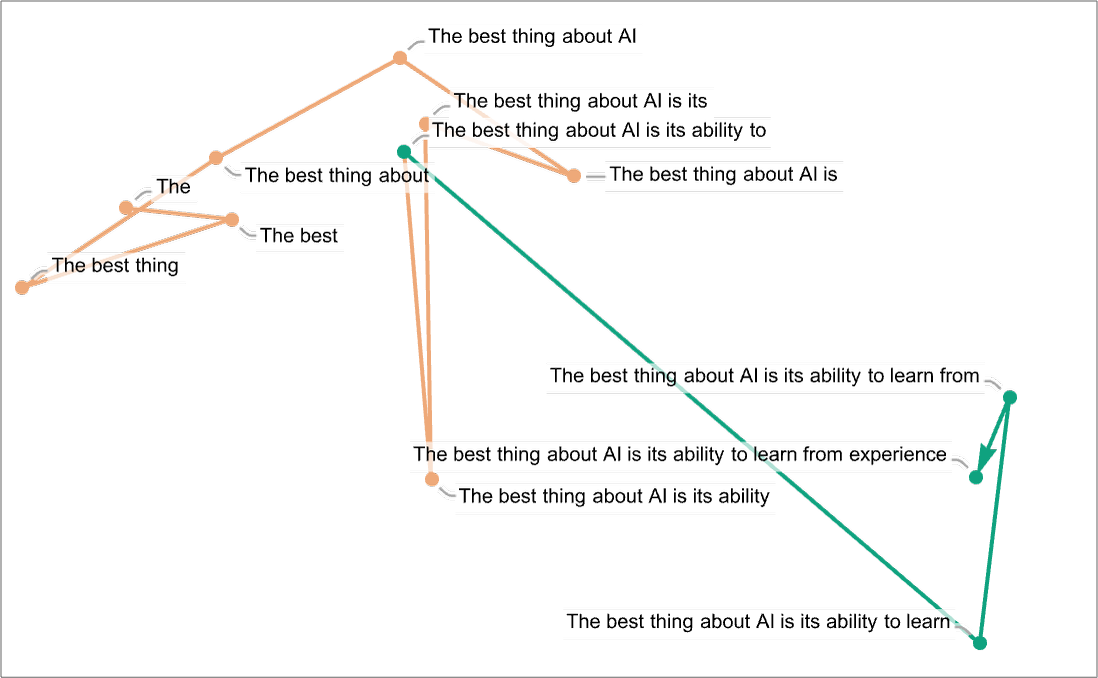 The best thing about AI
The best thing about AI is its
The best thing about AI is its ability to
The best thing about
The best thing about AI is
The
The best
The best thing
The best thing about AI is its ability to learn from
The best thing about AI is its ability to learn from experience
The best thing about AI is its ability
The best thing about AI is its ability to learn